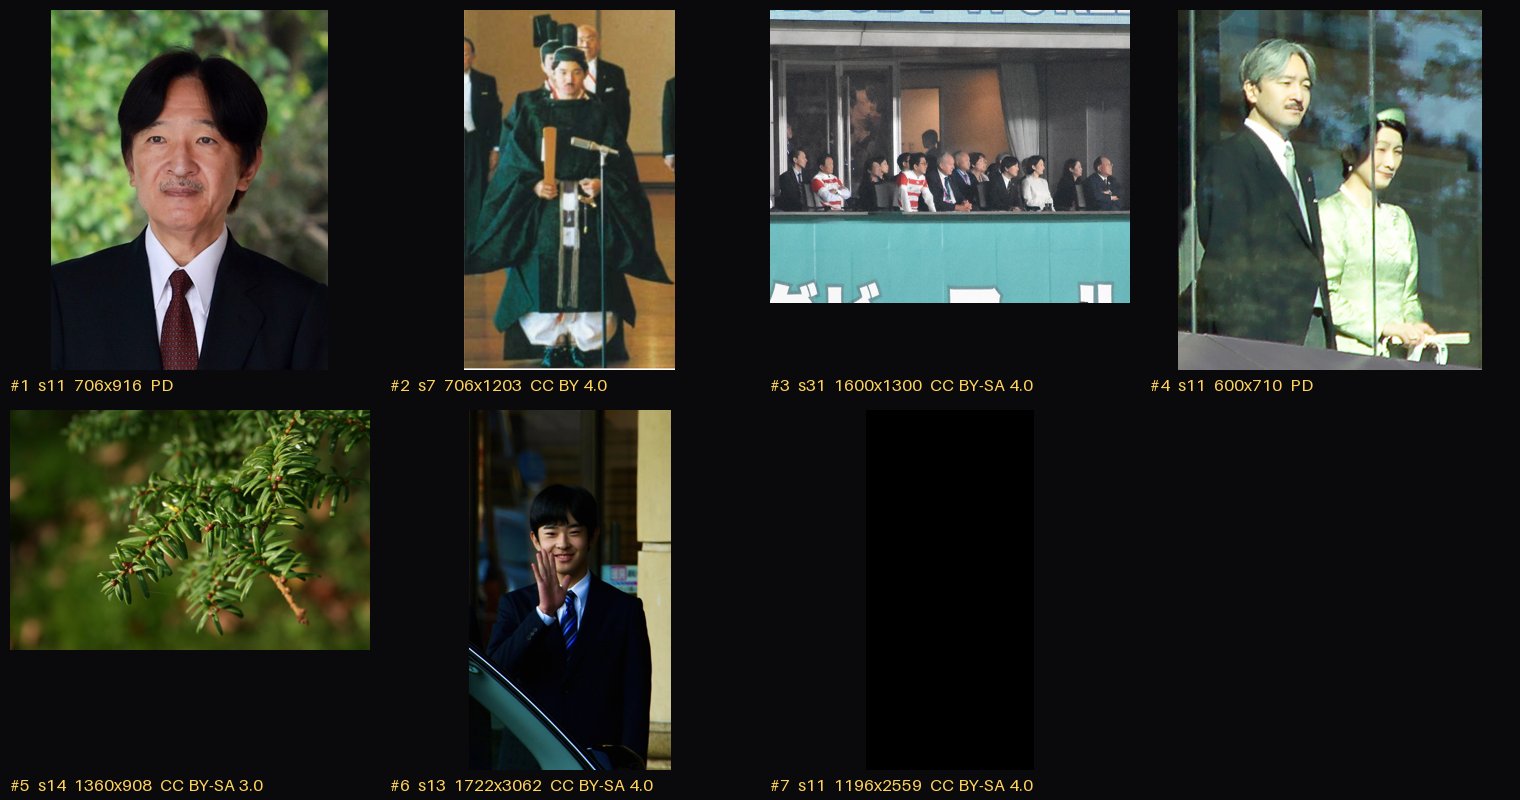 #1 s11 706x916 PD
#2 s7 706x1203 CC BY 4.0
#3 s31 1600x1300 CC BY-SA 4.0
#4 s11 600x710 PD
#5 s14 1360x908 CC BY-SA 3.0
#6 s13 1722x3062 CC BY-SA 4.0
#7 s11 1196x2559 CC BY-SA 4.0